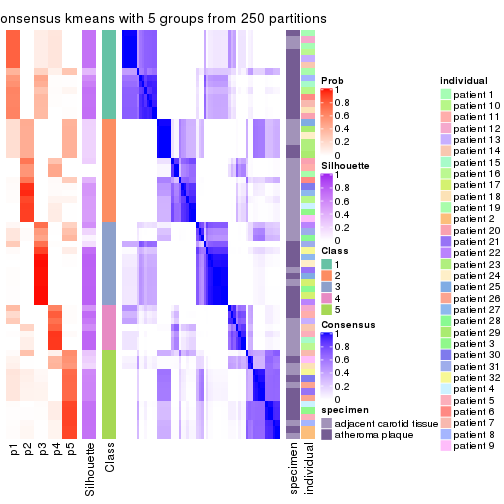 onsensus kmeans with 5 groups from 250 partitions
p1
p2
p3
p4
p5
Silhouette
Class
specimen
individual
Prob
1
0.8
0.6
0.4
0.2
0
Silhouette
1
0.8
0.6
0.4
0.2
0
Class
1
2
3
4
5
Consensus
1
0.8
0.6
0.4
0.2
0
specimen
adjacent carotid tissue
atheroma plaque
individual
patient 1
patient 10
patient 11
patient 12
patient 13
patient 14
patient 15
patient 16
patient 17
patient 18
patient 19
patient 2
patient 20
patient 21
patient 22
patient 23
patient 24
patient 25
patient 26
patient 27
patient 28
patient 29
patient 3
patient 30
patient 31
patient 32
patient 4
patient 5
patient 6
patient 7
patient 8
patient 9